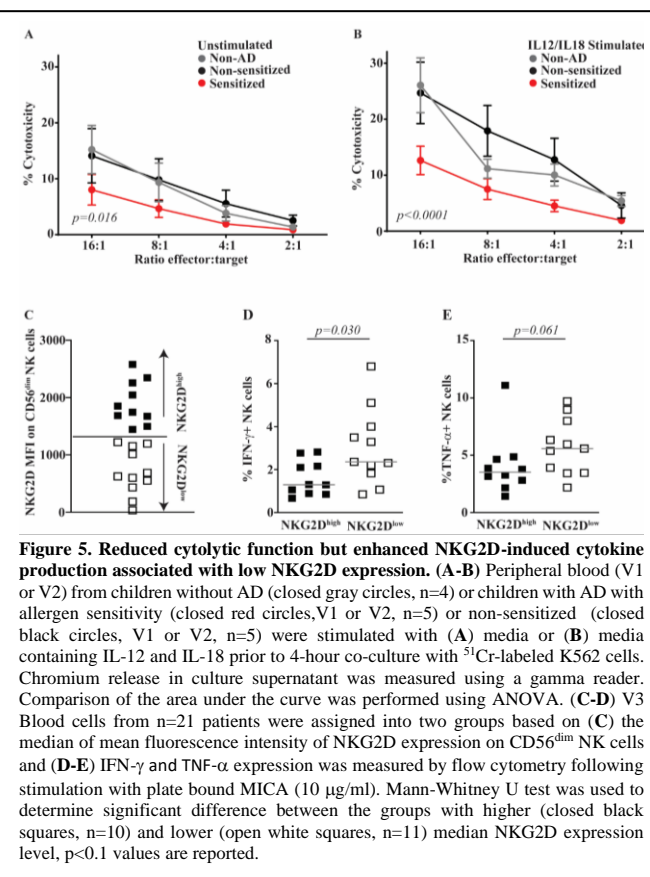 A
Unstimulated
Non-AD
Non-sensitized
Sensitized
30
20
10
0
% Cytotoxicity
p=0.016
16:1 8:1 4:1 2:1
Ratio effector:target
B
IL12/IL18 Stimulated
Non-AD
Non-sensitized
Sensitized
30
20
10
0
% Cytotoxicity
p<0.0001
16:1 8:1 4:1 2:1
Ratio effector:target
C
3000
2000
1000
0
NKG2D MFI on CD56dim NK cells
NKG2Dhigh
NKG2Dlow
D
p=0.030
8
6
4
2
0
% IFN-γ+ NK cells
NKG2Dhigh NKG2Dlow
E
p=0.061
15
10
5
0
%TNF-α+ NK cells
NKG2Dhigh NKG2Dlow
Figure 5. Reduced cytolytic function but enhanced NKG2D-induced cytokine
production associated with low NKG2D expression. (A-B) Peripheral blood (V1
or V2) from children without AD (closed gray circles, n=4) or children with AD with
allergen sensitivity (closed red circles,V1 or V2, n=5) or non-sensitized (closed
black circles, V1 or V2, n=5) were stimulated with (A) media or (B) media
containing IL-12 and IL-18 prior to 4-hour co-culture with 51Cr-labeled K562 cells.
Chromium release in culture supernatant was measured using a gamma reader.
Comparison of the area under the curve was performed using ANOVA. (C-D) V3
Blood cells from n=21 patients were assigned into two groups based on (C) the
median of mean fluorescence intensity of NKG2D expression on CD56dim NK cells
and (D-E) IFN-γ and TNF-α expression was measured by flow cytometry following
stimulation with plate bound MICA (10 μg/ml). Mann-Whitney U test was used to
determine significant difference between the groups with higher (closed black
squares, n=10) and lower (open white squares, n=11) median NKG2D expression
level, p<0.1 values are reported.